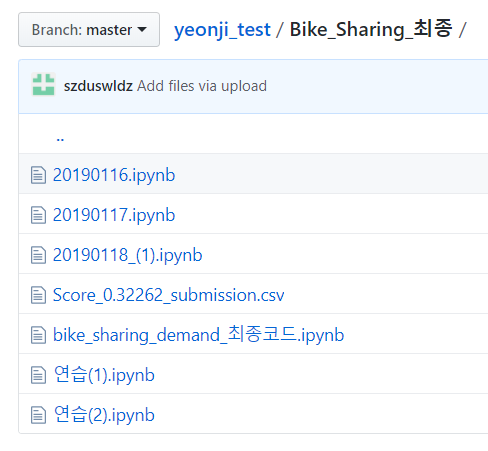 Branch: master yeonji_test / Bike_Sharing_최종 /
szduswldz Add files via upload
..
20190116.ipynb
20190117.ipynb
20190118_(1).ipynb
Score_0.32262_submission.csv
bike_sharing_demand_최종코드.ipynb
연습(1).ipynb
연습(2).ipynb